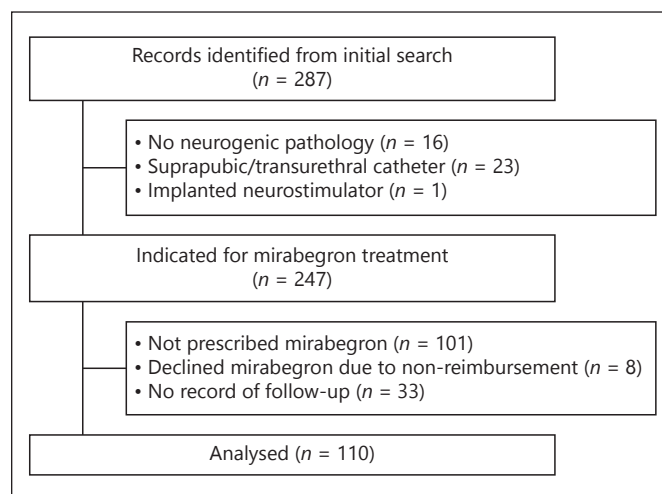 Records identified from initial search
(n = 287)
• No neurogenic pathology (n = 16)
• Suprapubic/transurethral catheter (n = 23)
• Implanted neurostimulator (n = 1)
Indicated for mirabegron treatment
(n = 247)
• Not prescribed mirabegron (n = 101)
• Declined mirabegron due to non-reimbursement (n = 8)
• No record of follow-up (n = 33)
Analysed (n = 110)